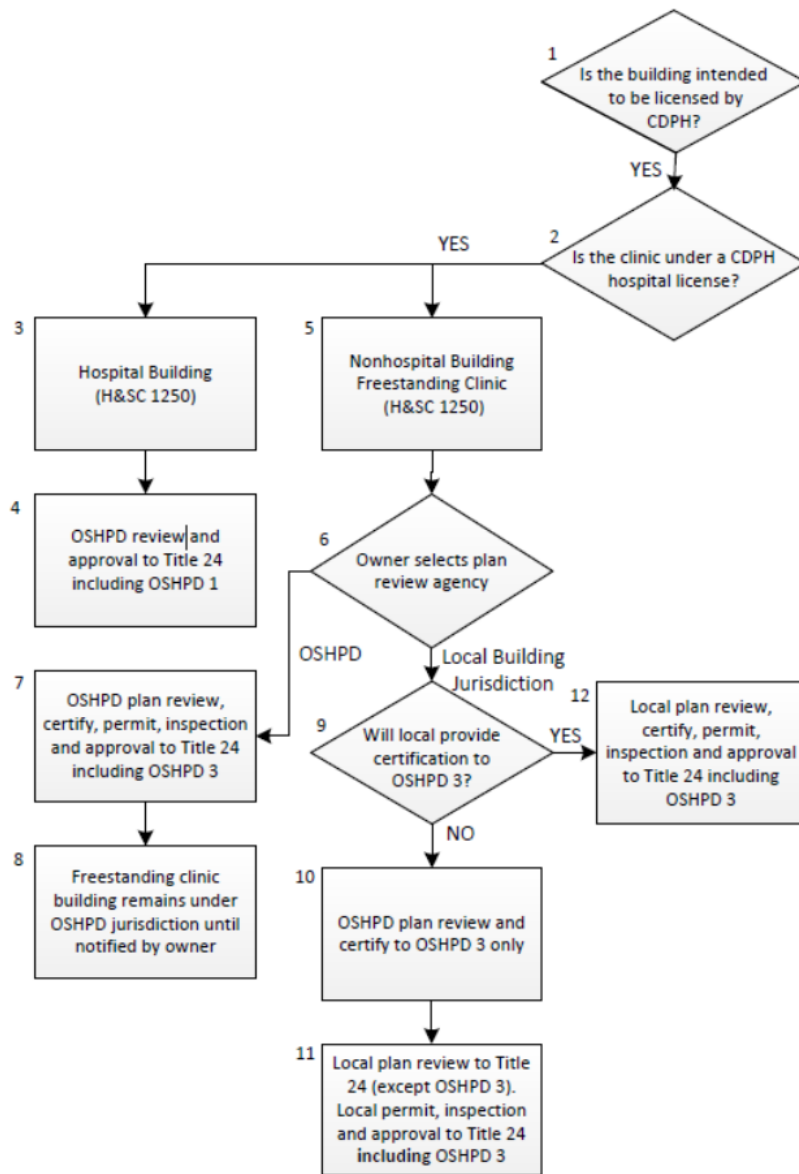 1
Is the building intended
to be licensed by
CDPH?
YES
2
Is the clinic under a CDPH
hospital license?
YES
3
Hospital Building
(H&SC 1250)
5
Nonhospital Building
Freestanding Clinic
(H&SC 1250)
4
OSHPD review and
approval to Title 24
including OSHPD 1
6
Owner selects plan
review agency
OSHPD
Local Building
Jurisdiction
7
OSHPD plan review,
certify, permit, inspection
and approval to Title 24
including OSHPD 3
9
Will local provide
certification to
OSHPD 3?
YES
12
Local plan review,
certify, permit,
inspection and approval
to Title 24 including
OSHPD 3
NO
8
Freestanding clinic
building remains under
OSHPD jurisdiction until
notified by owner
10
OSHPD plan review and
certify to OSHPD 3 only
11
Local plan review to Title
24 (except OSHPD 3).
Local permit, inspection
and approval to Title 24
including OSHPD 3